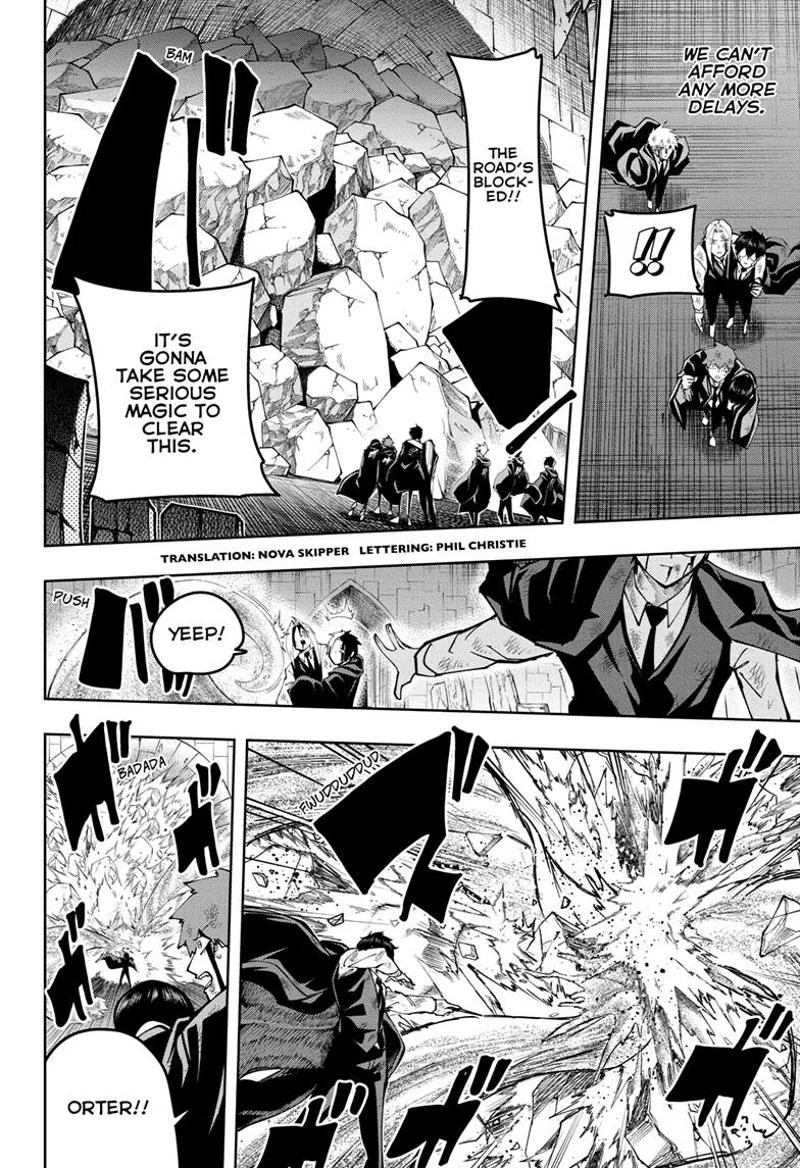 WE CAN'T
AFFORD
ANY MORE
DELAYS.
!!
THE
ROAD'S
BLOCK-
ED!!
BAM
IT'S
GONNA
TAKE SOME
SERIOUS
MAGIC TO
CLEAR
THIS.
TRANSLATION: NOVA SKIPPER LETTERING: PHIL CHRISTIE
PUSH
YEEP!
FWUDDUDDUD
BADADA
ORTER!!